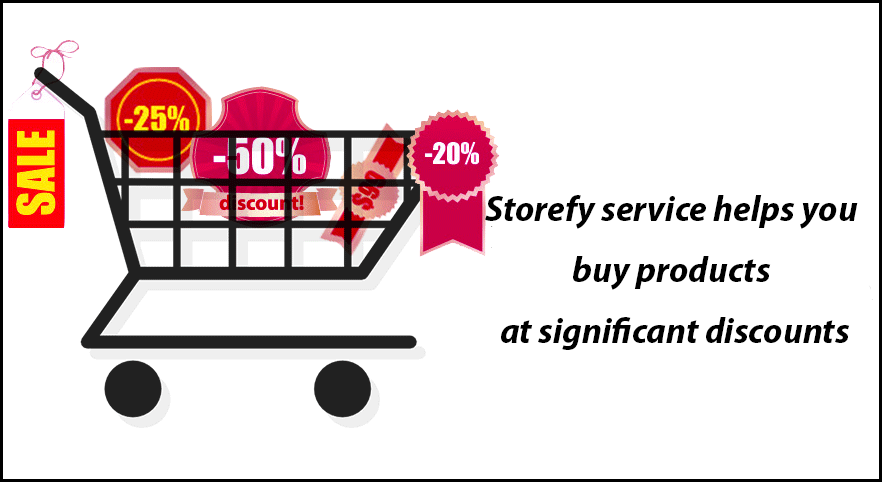 SALE
-25%
-50%
discount!
-20%
Storefy service helps you
buy products
at significant discounts